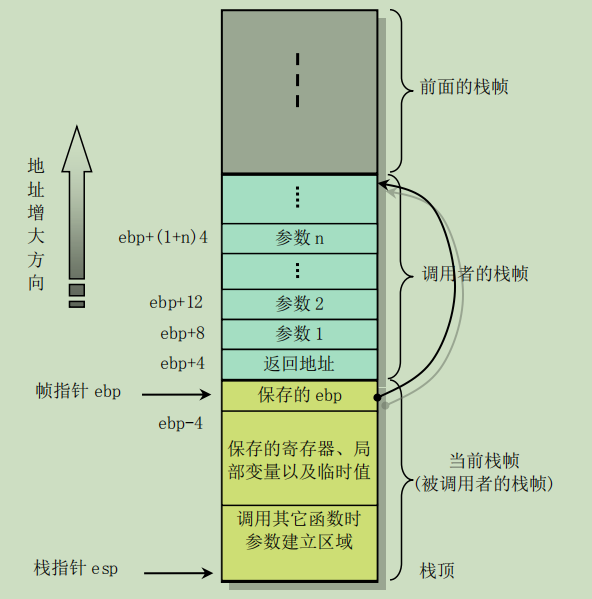 前面的栈帧
地址增大方向
ebp+(1+n)4
参数 n
调用者的栈帧
ebp+12
参数 2
ebp+8
参数 1
ebp+4
返回地址
帧指针 ebp
保存的 ebp
ebp-4
保存的寄存器、局
部变量以及临时值
当前栈帧
(被调用者的栈帧)
调用其它函数时
参数建立区域
栈指针 esp
栈顶